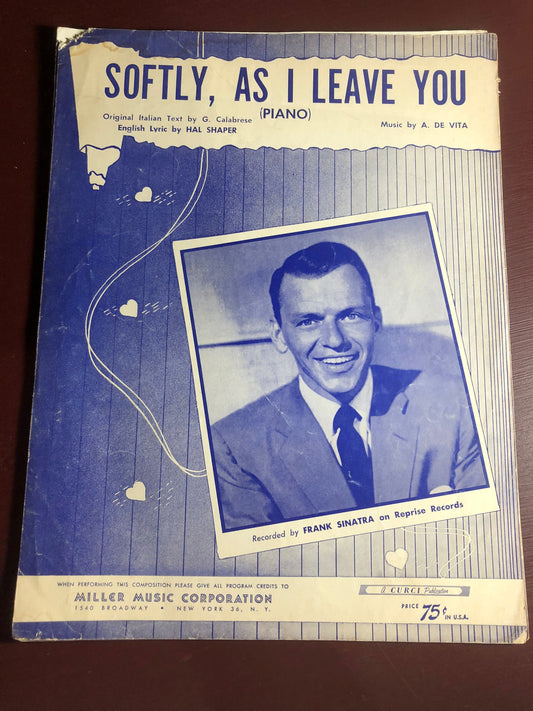 SOFTLY, AS I LEAVE YOU
(PIANO)
Original Italian Text by G. Calabrese
English Lyric by HAL SHAPER
Music by A. DE VITA
Recorded by FRANK SINATRA on Reprise Records
WHEN PERFORMING THIS COMPOSITION PLEASE GIVE ALL PROGRAM CREDITS TO
MILLER MUSIC CORPORATION
1540 BROADWAY • NEW YORK 36, N. Y.
A CURCI Publication
PRICE 75¢ IN U.S.A.